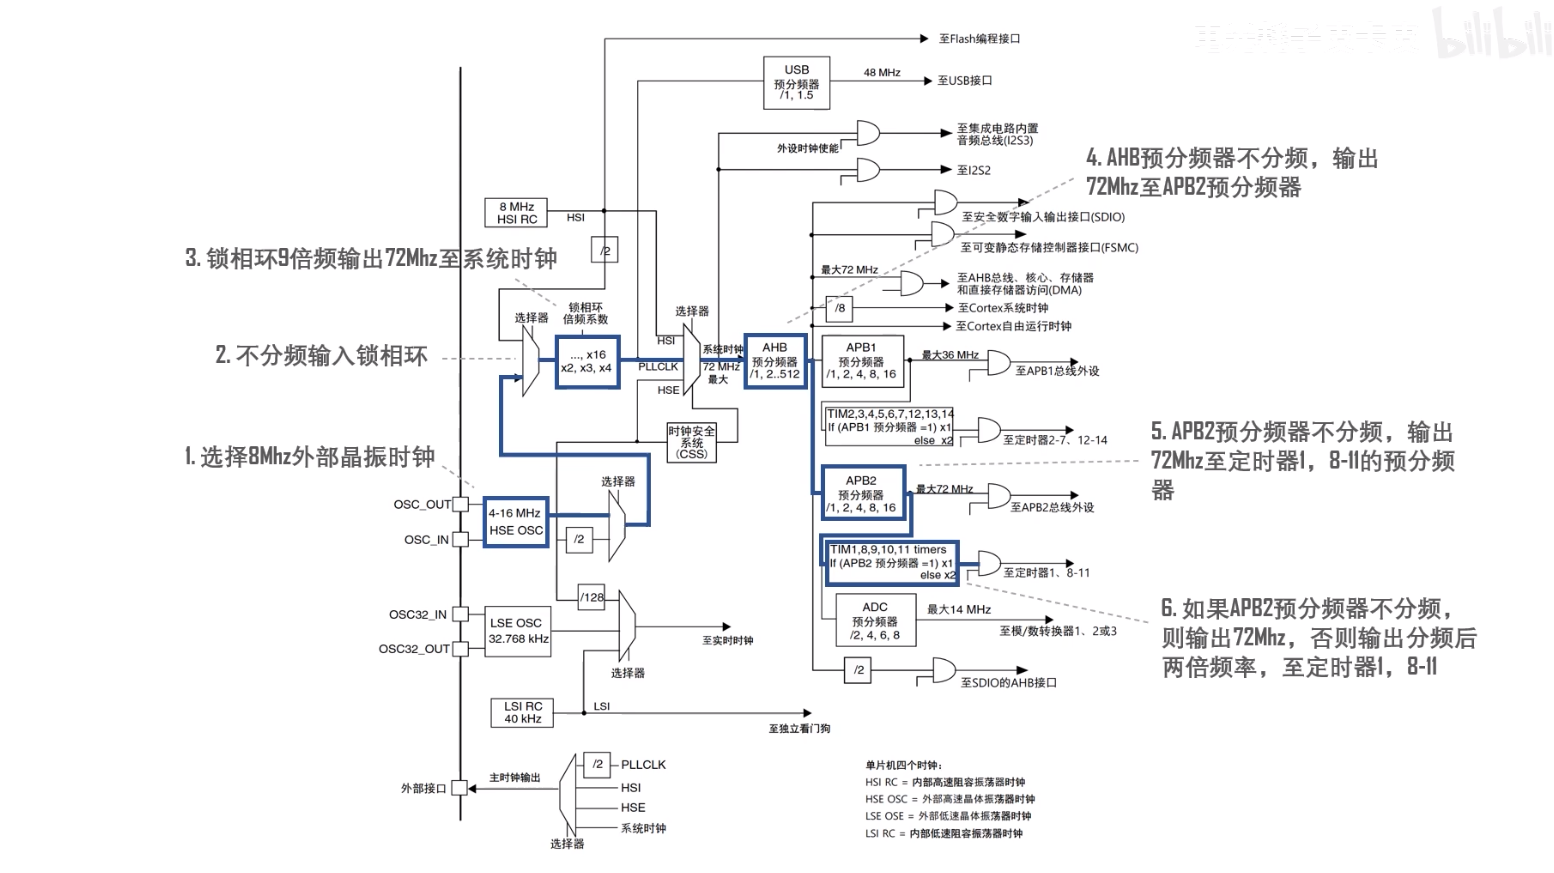 bilibili
至Flash编程接口
USB
预分频器
/1, 1.5
48 MHz
至USB接口
至集成电路内置
音频总线(I2S3)
外设时钟使能
至I2S2
4. AHB预分频器不分频，输出
72Mhz至APB2预分频器
8 MHz
HSI RC
HSI
至安全数字输入输出接口(SDIO)
/2
至可变静态存储控制器接口(FSMC)
3. 锁相环9倍频输出72Mhz至系统时钟
最大72 MHz
至AHB总线、核心、存储器
和直接存储器访问(DMA)
锁相环
倍频系数
/8
至Cortex系统时钟
选择器
选择器
至Cortex自由运行时钟
2. 不分频输入锁相环
..., x16
x2, x3, x4
HSI
PLLCLK
HSE
系统时钟
72 MHz
最大
AHB
预分频器
/1, 2..512
APB1
预分频器
/1, 2, 4, 8, 16
最大36 MHz
至APB1总线外设
TIM2,3,4,5,6,7,12,13,14
If (APB1 预分频器 =1) x1
else x2
至定时器2-7、12-14
时钟安全
系统
(CSS)
1. 选择8Mhz外部晶振时钟
5. APB2预分频器不分频，输出
72Mhz至定时器1，8-11的预分频
器
选择器
OSC_OUT
OSC_IN
4-16 MHz
HSE OSC
/2
APB2
预分频器
/1, 2, 4, 8, 16
最大72 MHz
至APB2总线外设
TIM1,8,9,10,11 timers
If (APB2 预分频器 =1) x1
else x2
至定时器1、8-11
/128
OSC32_IN
OSC32_OUT
LSE OSC
32.768 kHz
至实时时钟
选择器
ADC
预分频器
/2, 4, 6, 8
最大14 MHz
至模/数转换器1、2或3
6. 如果APB2预分频器不分频，
则输出72Mhz，否则输出分频后
两倍频率，至定时器1，8-11
/2
至SDIO的AHB接口
LSI RC
40 kHz
LSI
至独立看门狗
外部接口
主时钟输出
/2
PLLCLK
HSI
HSE
系统时钟
选择器
单片机四个时钟：
HSI RC = 内部高速阻容振荡器时钟
HSE OSC = 外部高速晶体振荡器时钟
LSE OSE = 外部低速晶体振荡器时钟
LSI RC = 内部低速阻容振荡器时钟